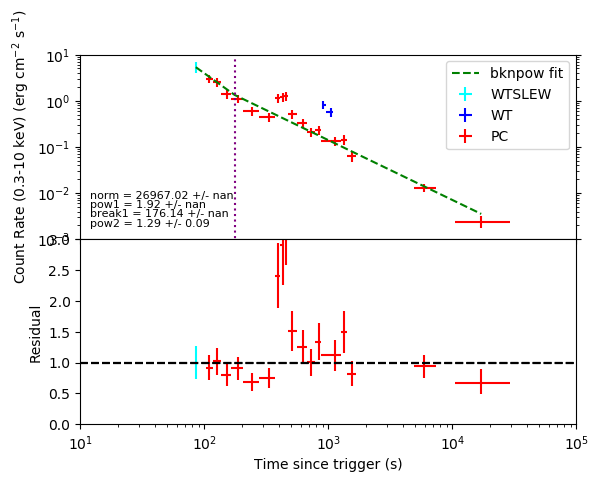 Count Rate (0.3-10 keV) (erg cm⁻² s⁻¹)
10¹
10⁰
10⁻¹
10⁻²
10⁻³
bknpow fit
WTSLEW
WT
PC
norm = 26967.02 +/- nan
pow1 = 1.92 +/- nan
break1 = 176.14 +/- nan
pow2 = 1.29 +/- 0.09
Residual
3.0
2.5
2.0
1.5
1.0
0.5
0.0
10¹ 10² 10³ 10⁴ 10⁵
Time since trigger (s)